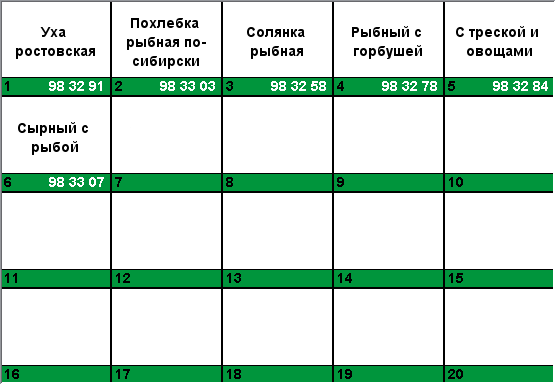 Уха
ростовская
Похлебка
рыбная по-
сибирски
Солянка
рыбная
Рыбный с
горбушей
С треской и
овощами
1 98 32 91
2 98 33 03
3 98 32 58
4 98 32 78
5 98 32 84
Сырный с
рыбой
6 98 33 07
7
8
9
10
11
12
13
14
15
16
17
18
19
20